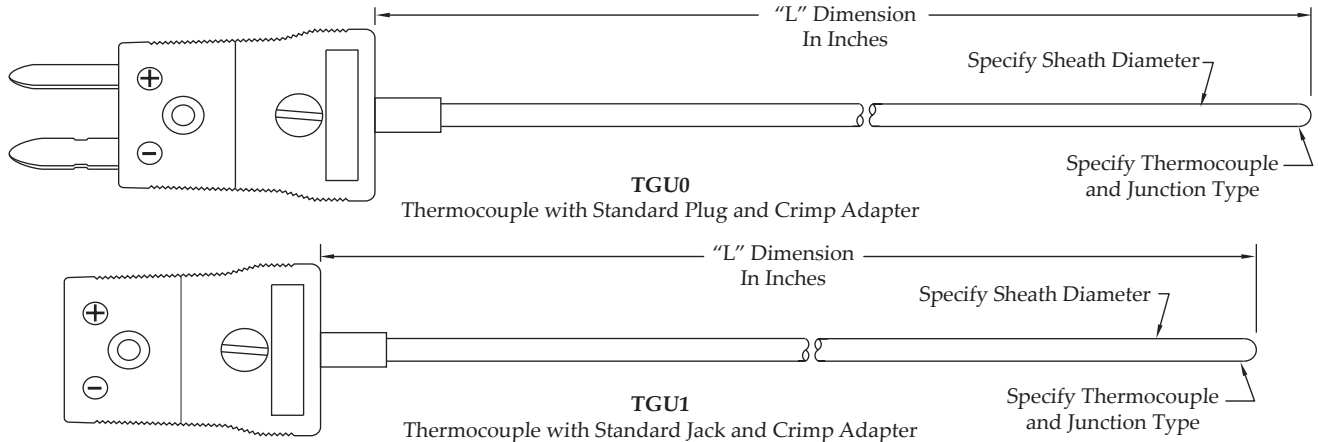 “L” Dimension
In Inches
Specify Sheath Diameter
+
−
Specify Thermocouple
and Junction Type
TGU0
Thermocouple with Standard Plug and Crimp Adapter
“L” Dimension
In Inches
Specify Sheath Diameter
+
−
Specify Thermocouple
and Junction Type
TGU1
Thermocouple with Standard Jack and Crimp Adapter